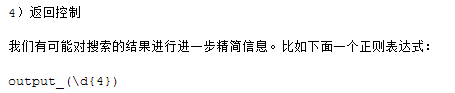 4）返回控制
我们有可能对搜索的结果进行进一步精简信息。比如下面一个正则表达式：
output_(\d{4})